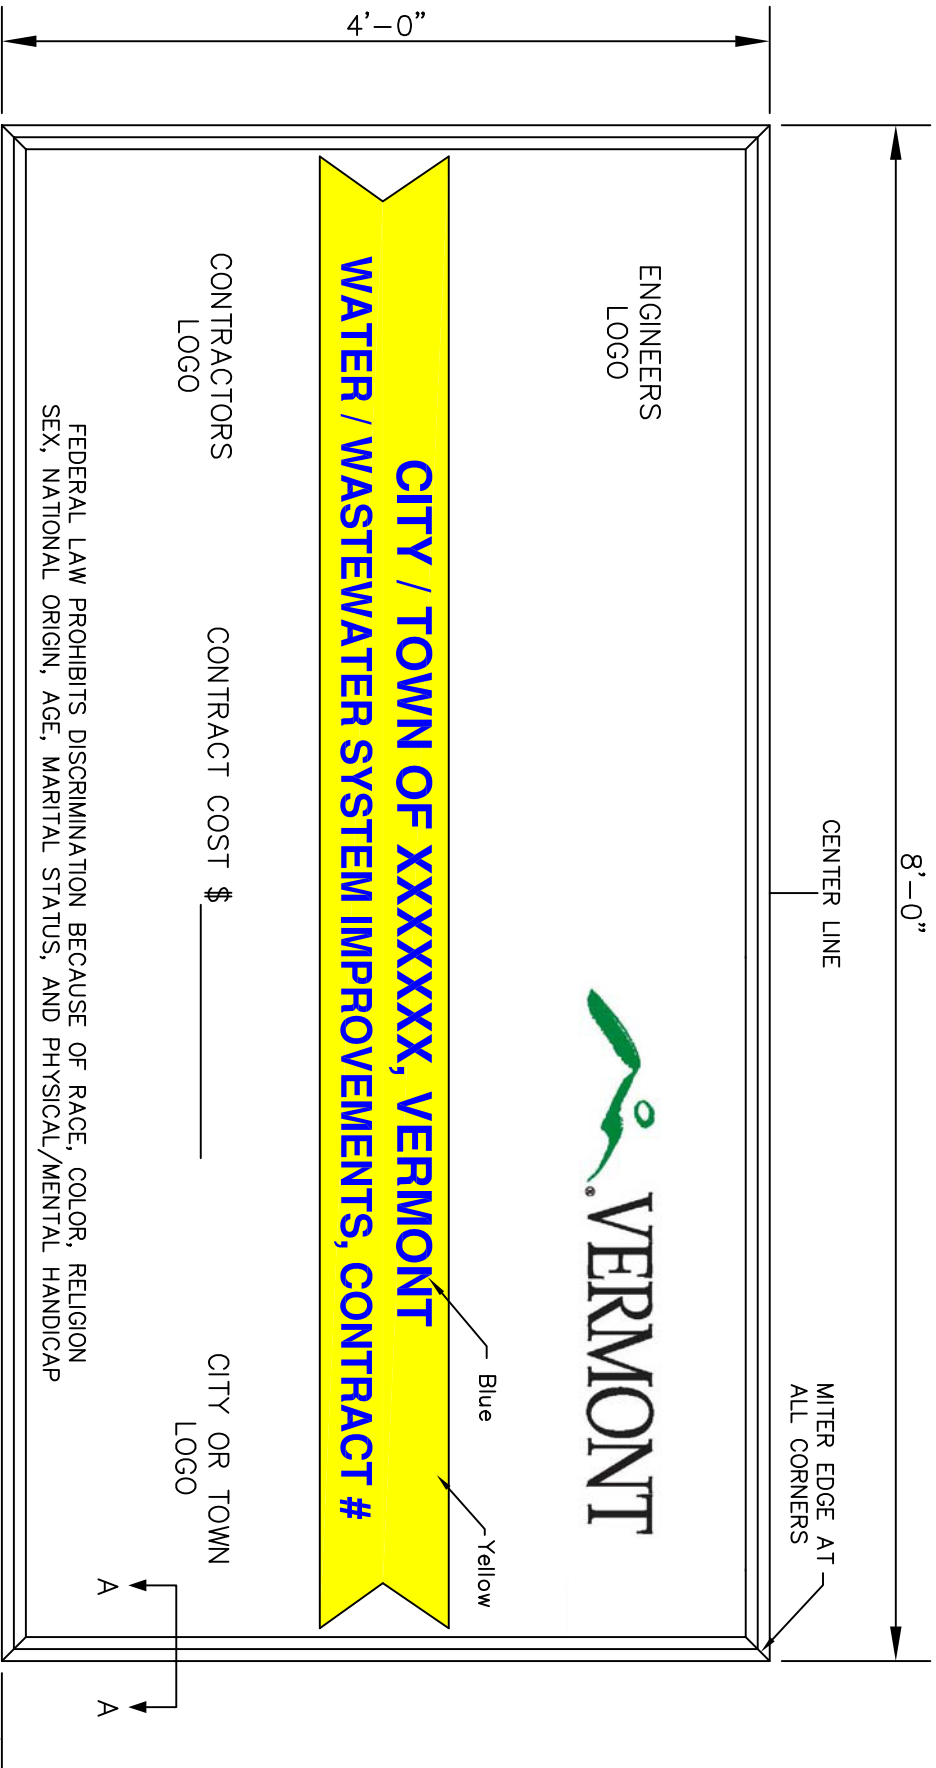 8'-0"
CENTER LINE
MITER EDGE AT
ALL CORNERS
4'-0"
ENGINEERS
LOGO
® VERMONT
Blue
Yellow
CITY / TOWN OF XXXXXXX, VERMONT
WATER / WASTEWATER SYSTEM IMPROVEMENTS, CONTRACT #
CONTRACTORS
LOGO
CONTRACT COST $
CITY OR TOWN
LOGO
A A
FEDERAL LAW PROHIBITS DISCRIMINATION BECAUSE OF RACE, COLOR, RELIGION
SEX, NATIONAL ORIGIN, AGE, MARITAL STATUS, AND PHYSICAL/MENTAL HANDICAP